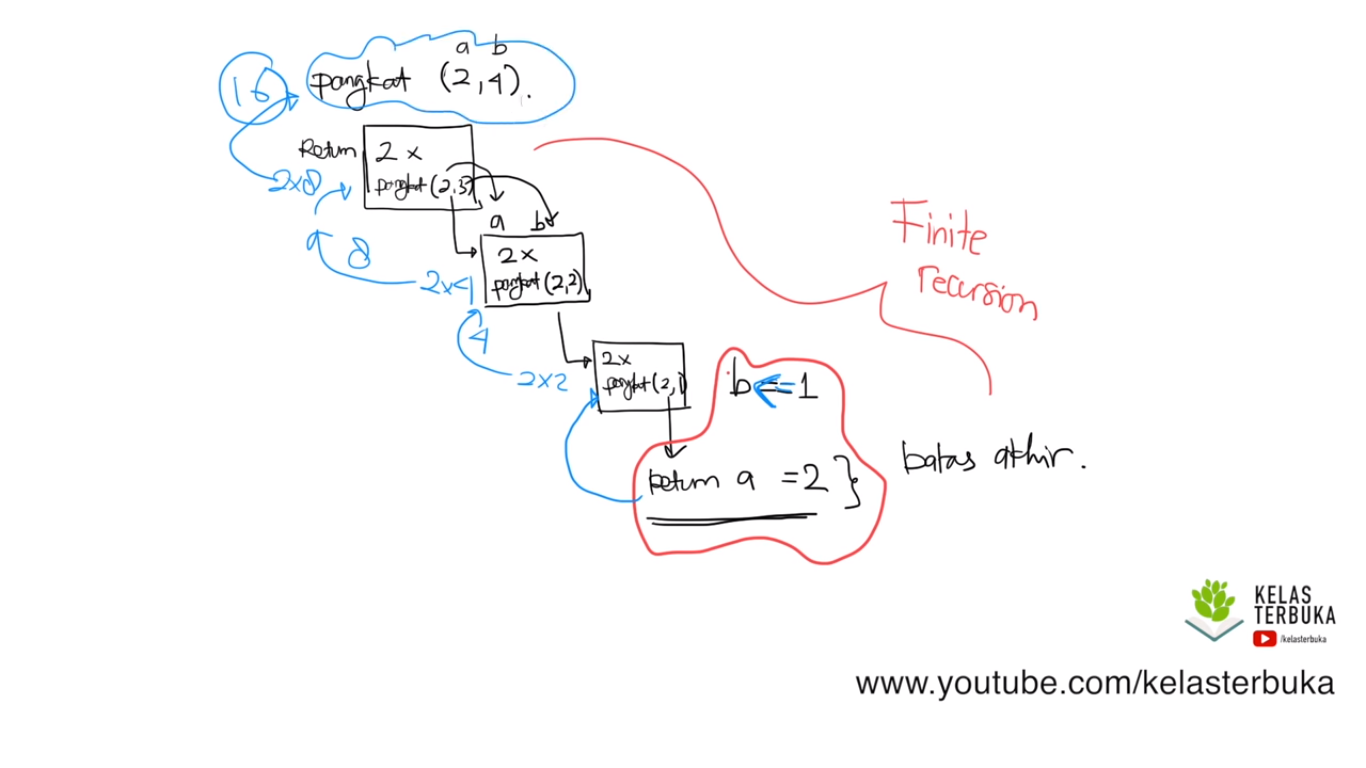 a b
16
pangkat (2,4).
Return
2 x
pangkat(2,3)
2x8
a b
8
2x
pangkat(2,2)
2x4
4
2x
pangkat(2,1)
2x2
b<==1
return a =2 }
Finite
recursion
batas akhir.
KELAS
TERBUKA
/kelasterbuka
www.youtube.com/kelasterbuka